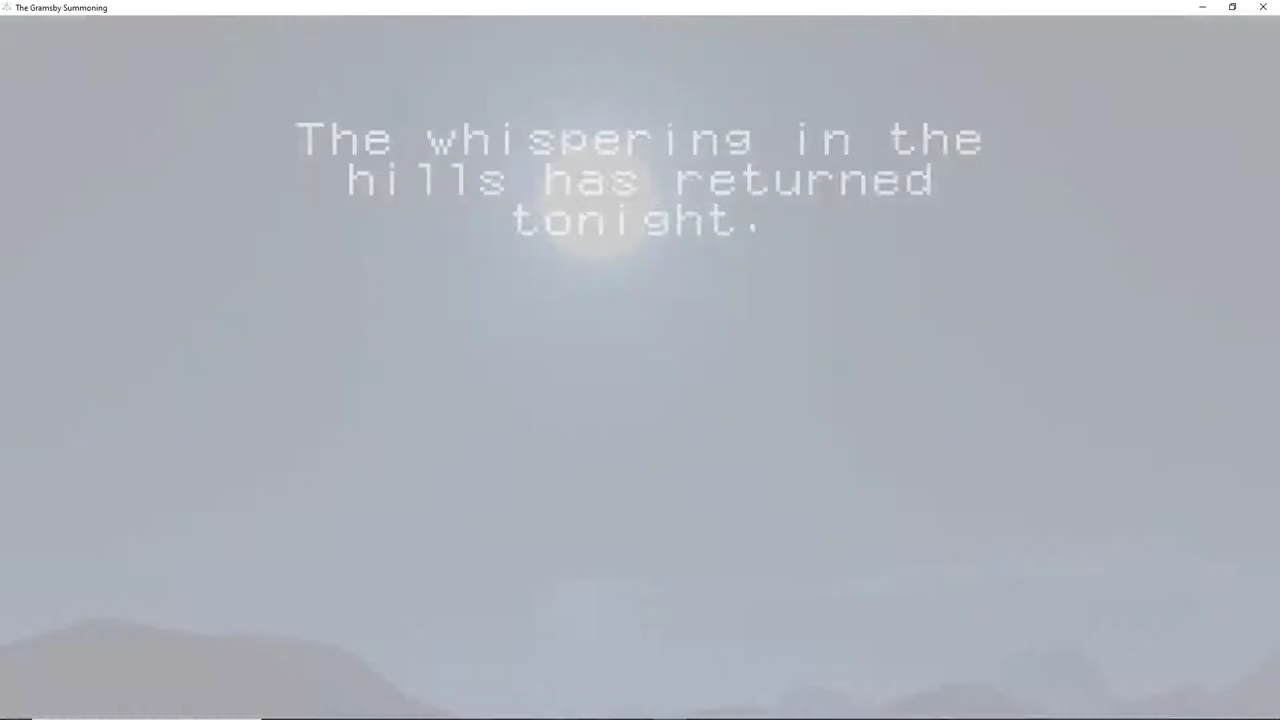 The Gramsby Summoning
The whispering in the
hills has returned
tonight.